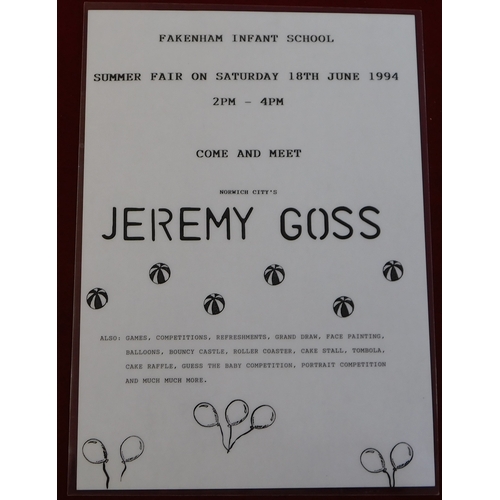 FAKENHAM INFANT SCHOOL
SUMMER FAIR ON SATURDAY 18TH JUNE 1994
2PM - 4PM
COME AND MEET
NORWICH CITY'S
JEREMY GOSS
ALSO: GAMES, COMPETITIONS, REFRESHMENTS, GRAND DRAW, FACE PAINTING,
BALLOONS, BOUNCY CASTLE, ROLLER COASTER, CAKE STALL, TOMBOLA,
CAKE RAFFLE, GUESS THE BABY COMPETITION, PORTRAIT COMPETITION
AND MUCH MUCH MORE.